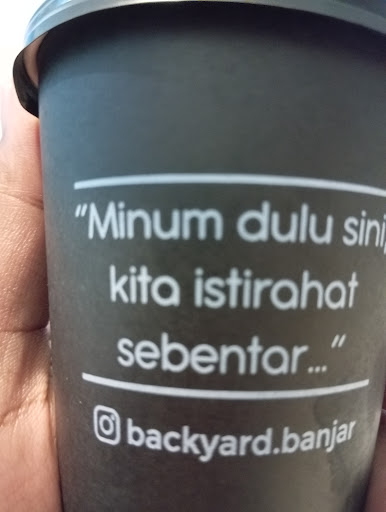 "Minum dulu sini,
kita istirahat
sebentar..."
backyard.banjar